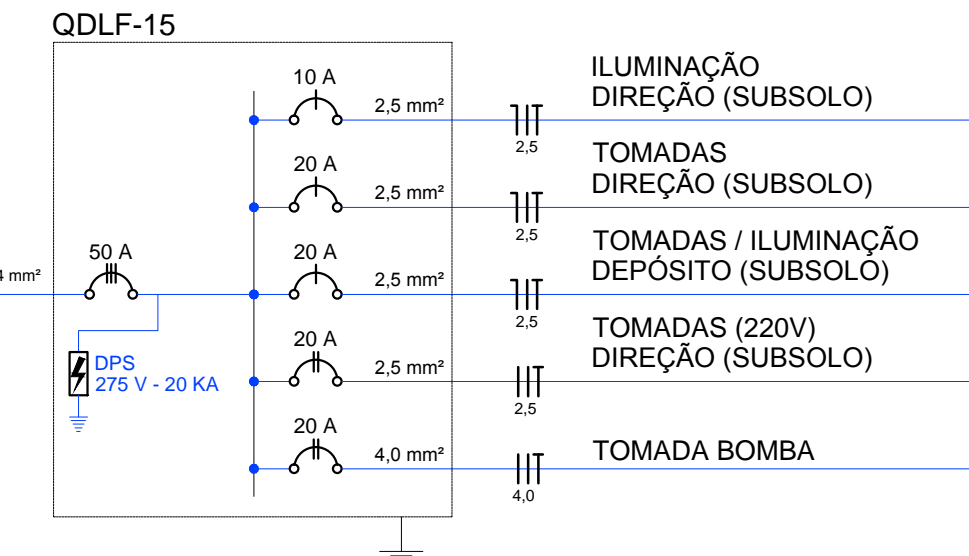 QDLF-15
10 A
2,5 mm²
2,5
ILUMINAÇÃO
DIREÇÃO (SUBSOLO)
20 A
2,5 mm²
2,5
TOMADAS
DIREÇÃO (SUBSOLO)
4 mm²
50 A
20 A
2,5 mm²
2,5
TOMADAS / ILUMINAÇÃO
DEPÓSITO (SUBSOLO)
DPS
275 V - 20 KA
20 A
2,5 mm²
2,5
TOMADAS (220V)
DIREÇÃO (SUBSOLO)
20 A
4,0 mm²
4,0
TOMADA BOMBA